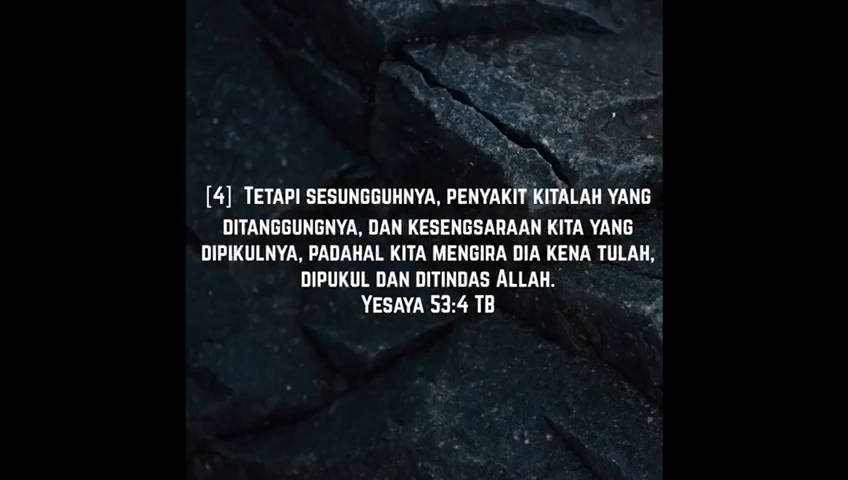 [4] Tetapi sesungguhnya, penyakit kitalah yang
ditanggungnya, dan kesengsaraan kita yang
dipikulnya, padahal kita mengira dia kena tulah,
dipukul dan ditindas Allah.
Yesaya 53:4 TB